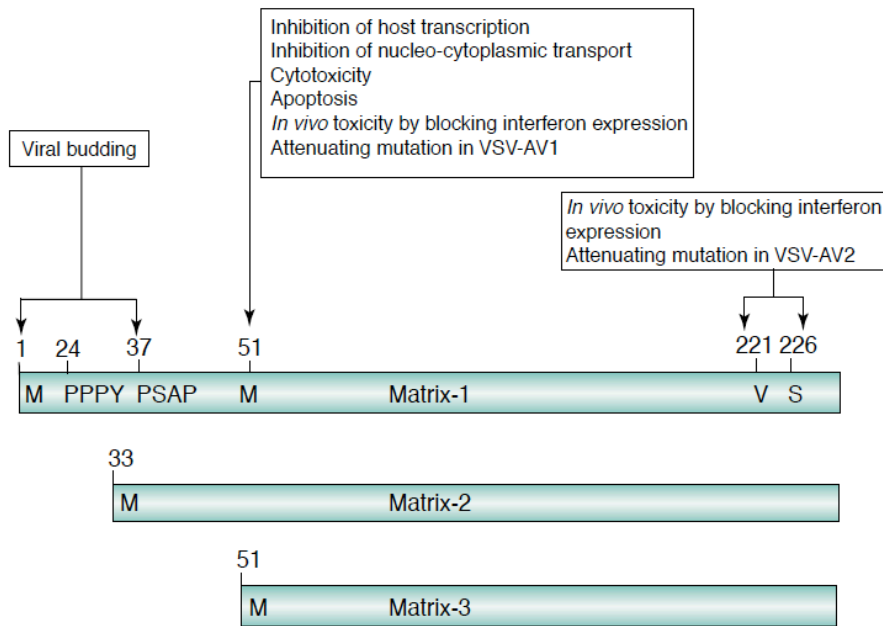 Inhibition of host transcription
Inhibition of nucleo-cytoplasmic transport
Cytotoxicity
Apoptosis
In vivo toxicity by blocking interferon expression
Attenuating mutation in VSV-AV1
Viral budding
In vivo toxicity by blocking interferon
expression
Attenuating mutation in VSV-AV2
1 24 37 51 221 226
M PPPY PSAP M Matrix-1 V S
33
M Matrix-2
51
M Matrix-3